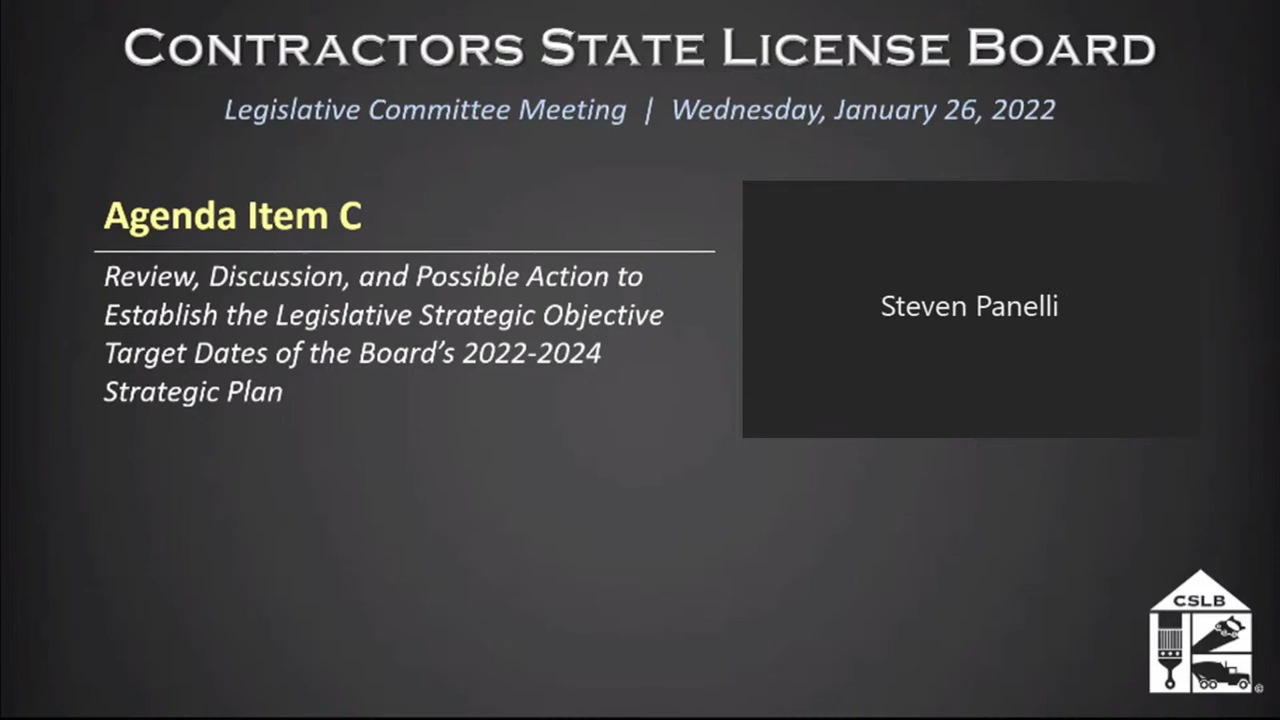 CONTRACTORS STATE LICENSE BOARD
Legislative Committee Meeting | Wednesday, January 26, 2022
Agenda Item C
Review, Discussion, and Possible Action to
Establish the Legislative Strategic Objective
Target Dates of the Board’s 2022-2024
Strategic Plan
Steven Panelli
CSLB
©